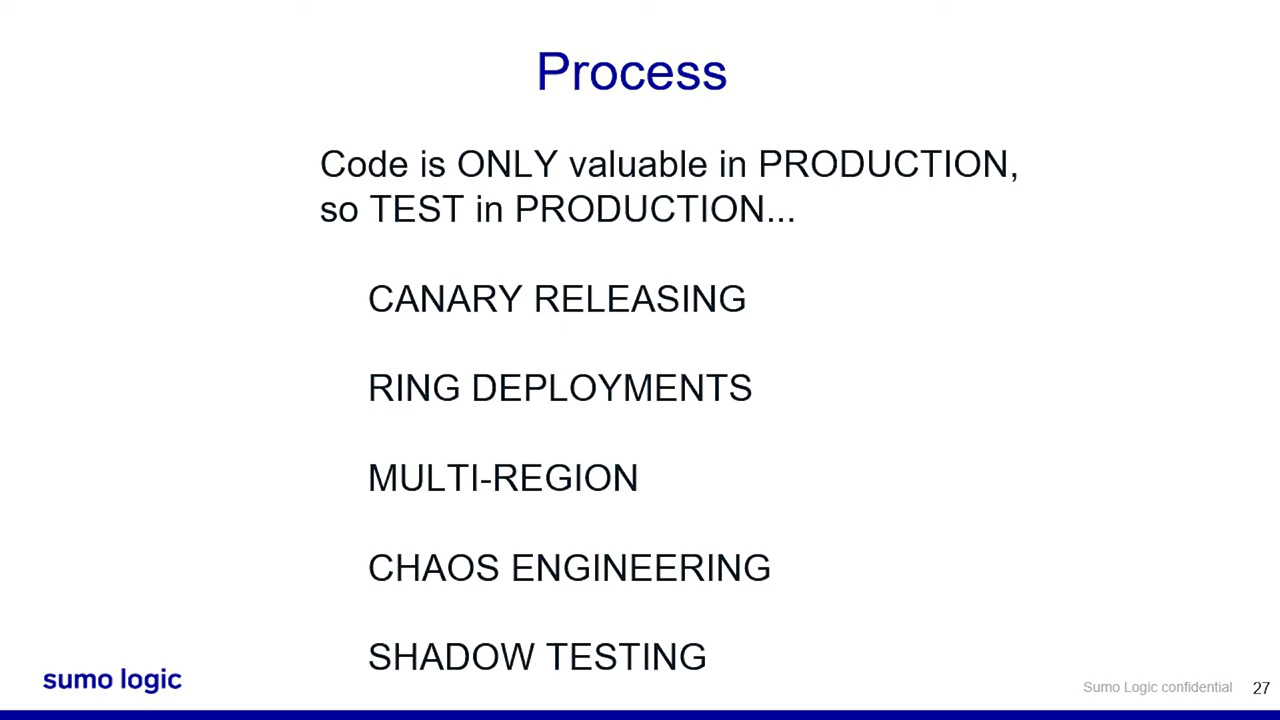 Process
Code is ONLY valuable in PRODUCTION,
so TEST in PRODUCTION...
CANARY RELEASING
RING DEPLOYMENTS
MULTI-REGION
CHAOS ENGINEERING
SHADOW TESTING
sumo logic
Sumo Logic confidential 27